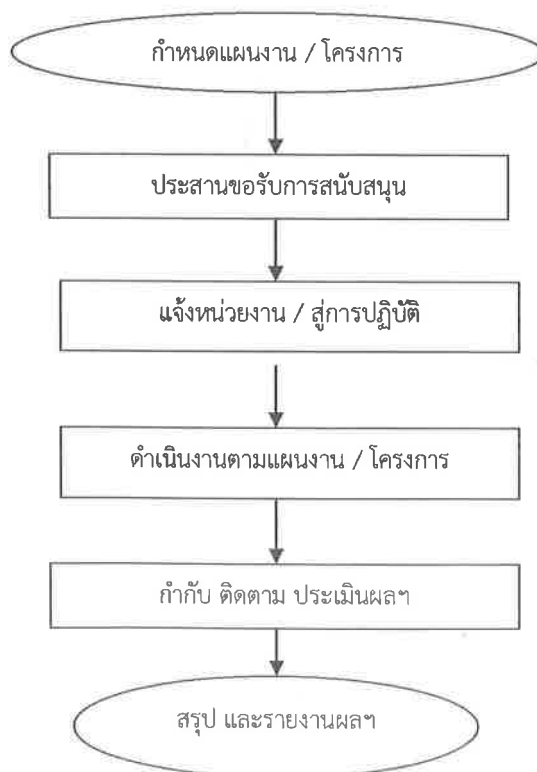 กำหนดแผนงาน / โครงการ
ประสานขอรับการสนับสนุน
แจ้งหน่วยงาน / สู่การปฏิบัติ
ดำเนินงานตามแผนงาน / โครงการ
กำกับ ติดตาม ประเมินผลฯ
สรุป และรายงานผลฯ